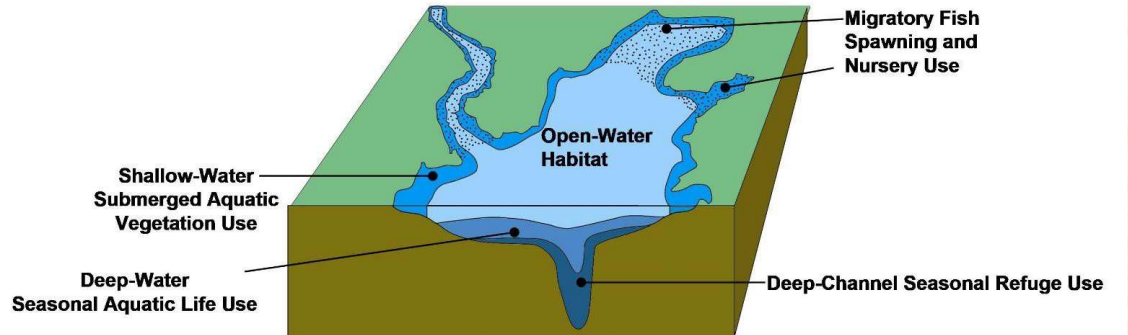 Migratory Fish
Spawning and
Nursery Use
Open-Water
Habitat
Shallow-Water
Submerged Aquatic
Vegetation Use
Deep-Water
Seasonal Aquatic Life Use
Deep-Channel Seasonal Refuge Use